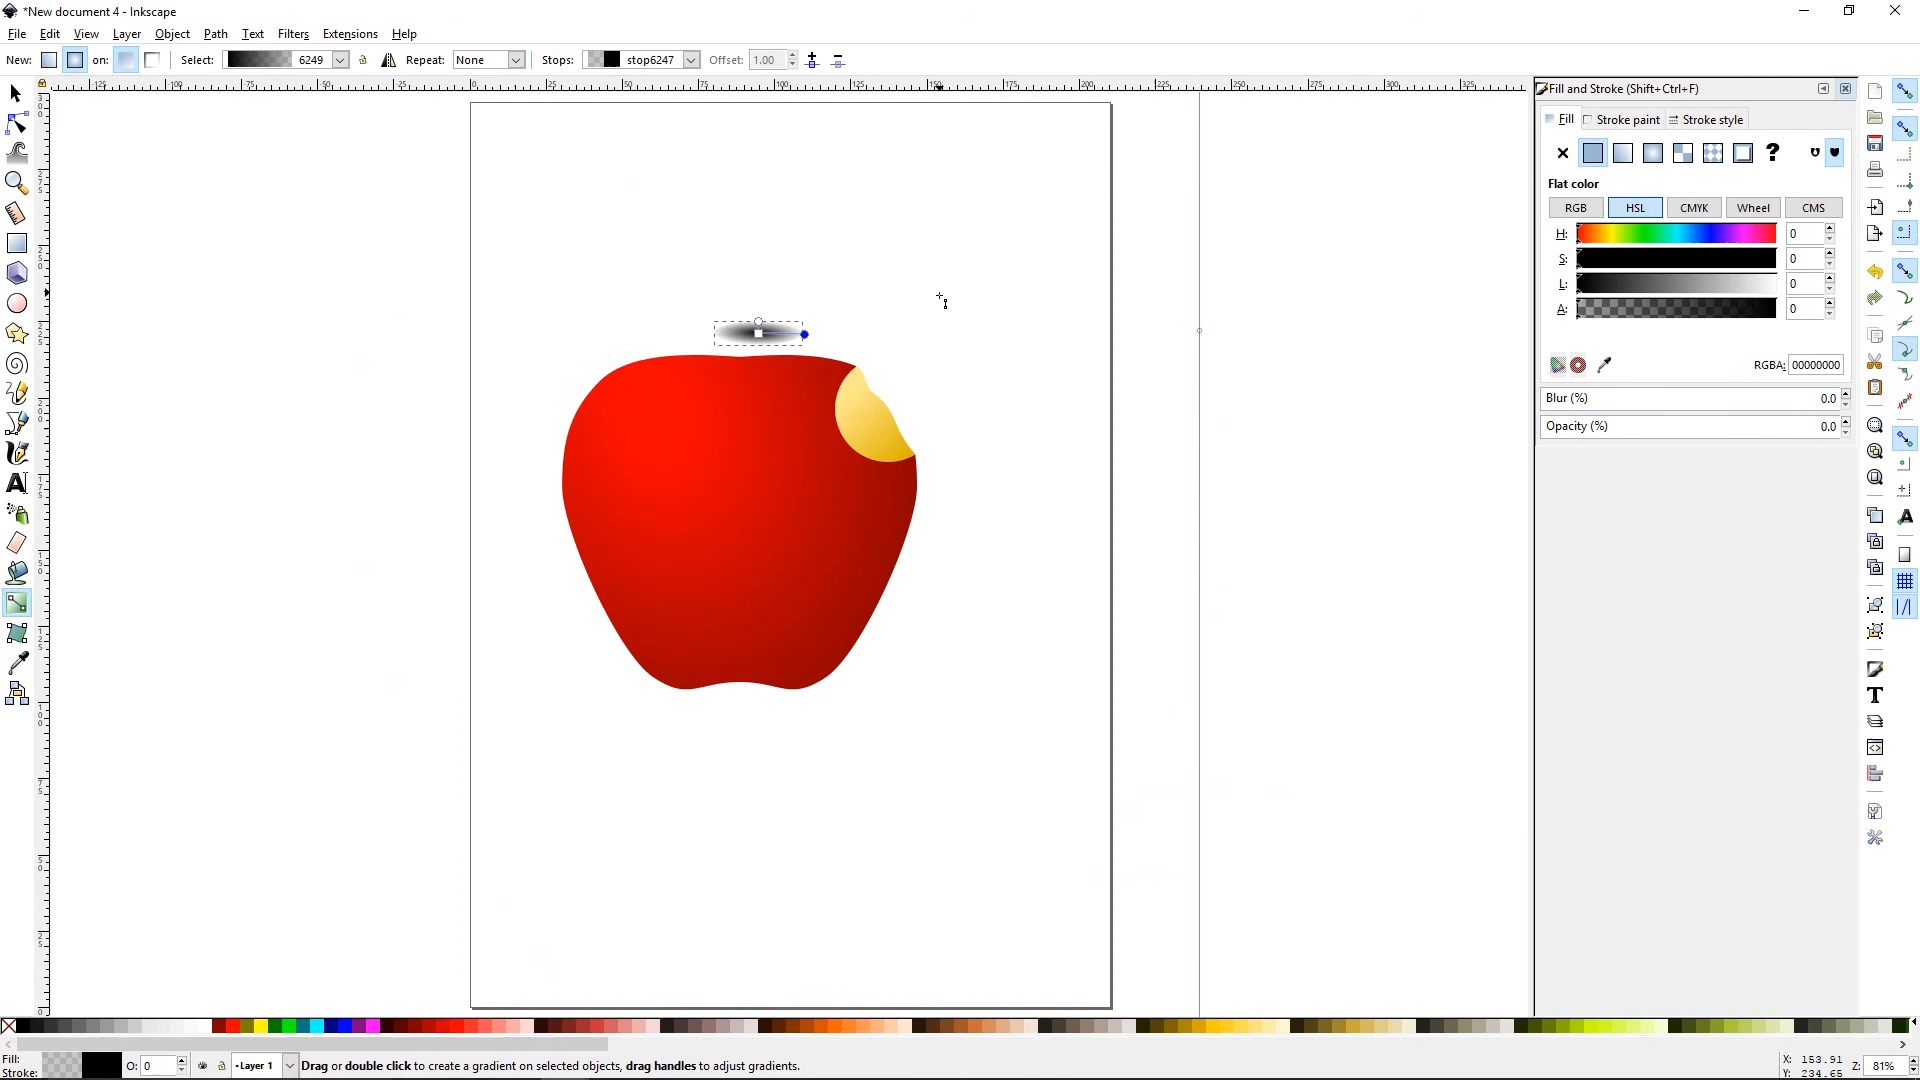 *New document 4 - Inkscape
File Edit View Layer Object Path Text Filters Extensions Help
New: on: Select: 6249 Repeat: None Stops: stop6247 Offset: 1.00
Fill and Stroke (Shift+Ctrl+F)
Fill Stroke paint Stroke style
?
Flat color
RGB HSL CMYK Wheel CMS
H: 0
S: 0
L: 0
A: 0
RGBA: 00000000
Blur (%) 0.0
Opacity (%) 0.0
Fill:
Stroke:
O: 0
•Layer 1
Drag or double click to create a gradient on selected objects, drag handles to adjust gradients.
X: 153.91
Y: 234.65
Z: 81%